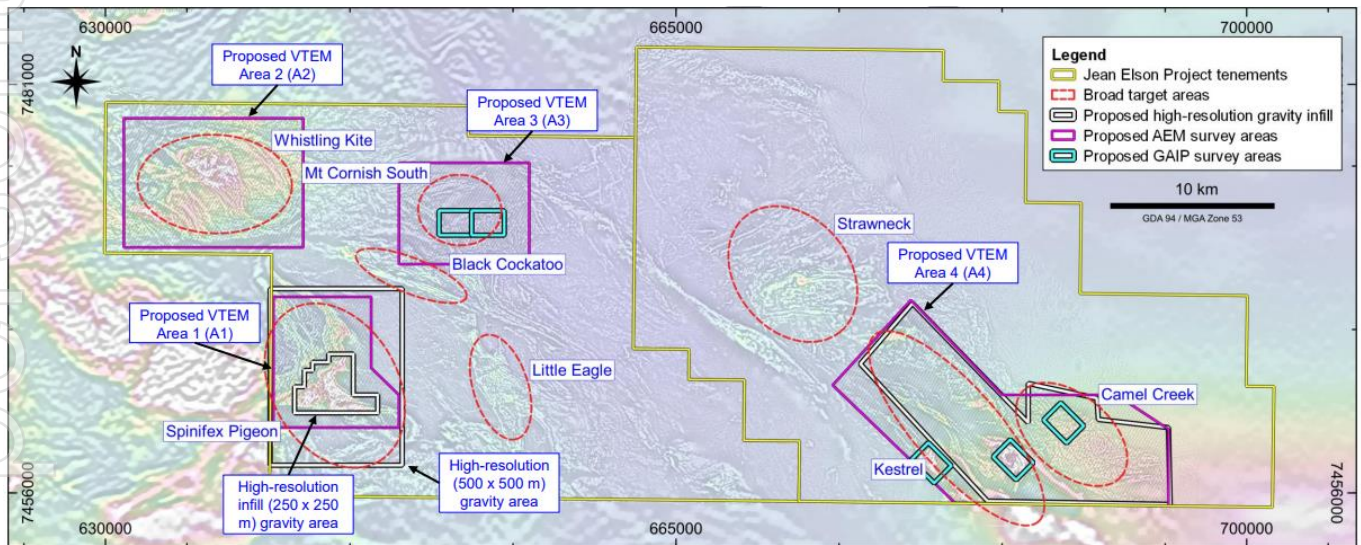 630000
665000
700000
N
7481000
7456000
Proposed VTEM
Area 2 (A2)
Proposed VTEM
Area 3 (A3)
Whistling Kite
Mt Cornish South
Black Cockatoo
Strawneck
Proposed VTEM
Area 4 (A4)
Proposed VTEM
Area 1 (A1)
Little Eagle
Camel Creek
Spinifex Pigeon
Kestrel
High-resolution
infill (250 x 250
m) gravity area
High-resolution
(500 x 500 m)
gravity area
Legend
Jean Elson Project tenements
Broad target areas
Proposed high-resolution gravity infill
Proposed AEM survey areas
Proposed GAIP survey areas
10 km
GDA 94 / MGA Zone 53
7456000
630000
665000
700000